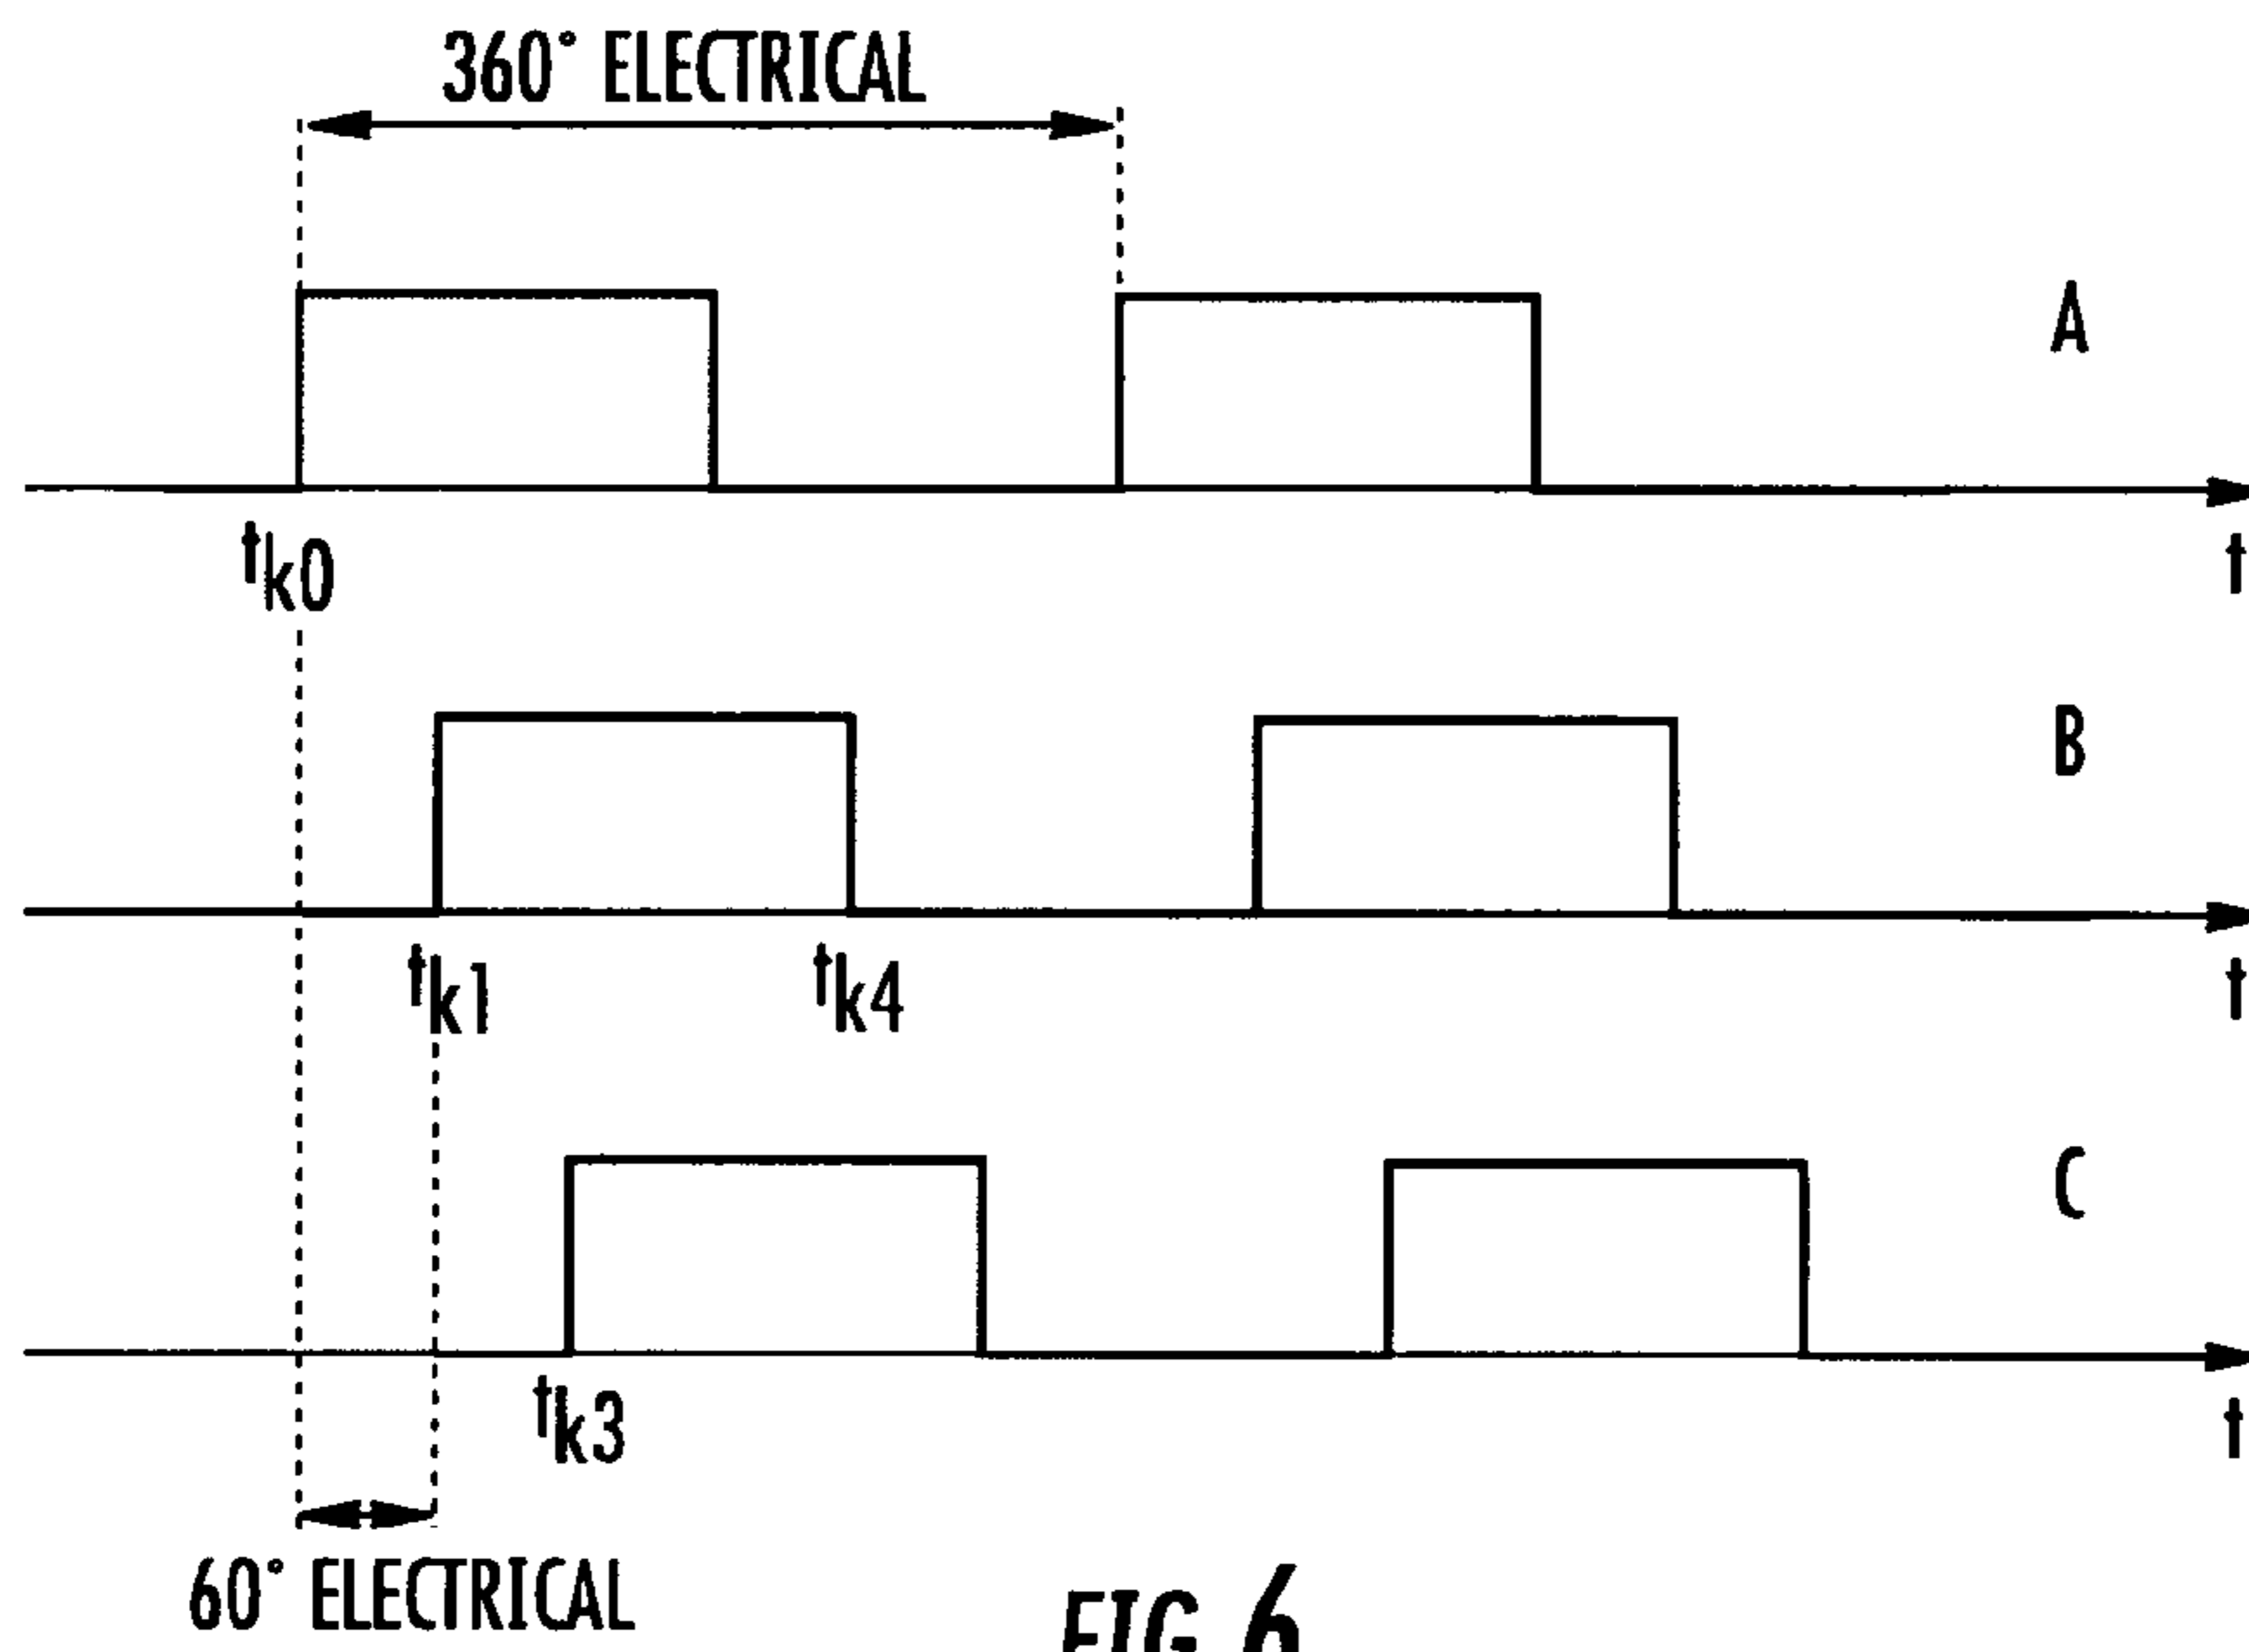 360° ELECTRICAL
A
tk0
t
B
tk1
tk4
t
C
tk3
t
60° ELECTRICAL
FIG. 6